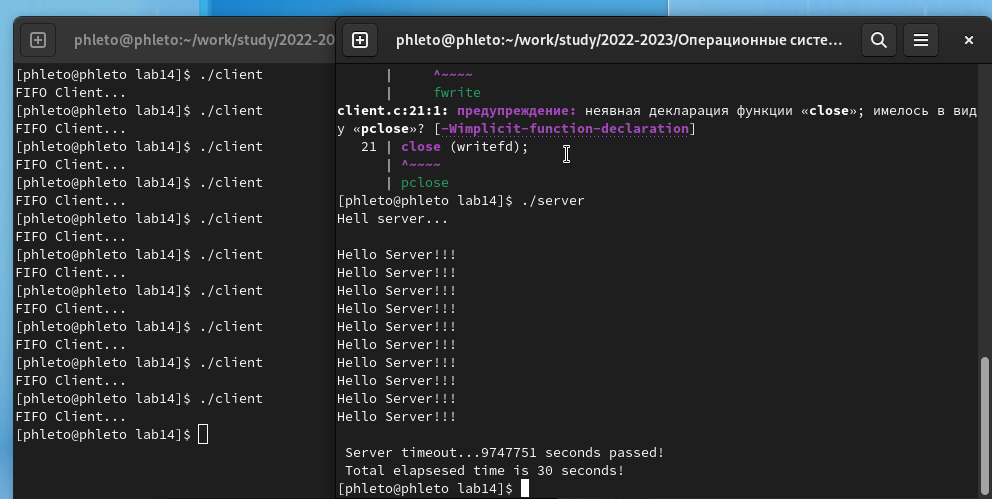 phleto@phleto:~/work/study/2022-20
[phleto@phleto lab14]$ ./client
FIFO Client...
[phleto@phleto lab14]$ ./client
FIFO Client...
[phleto@phleto lab14]$ ./client
FIFO Client...
[phleto@phleto lab14]$ ./client
FIFO Client...
[phleto@phleto lab14]$ ./client
FIFO Client...
[phleto@phleto lab14]$ ./client
FIFO Client...
[phleto@phleto lab14]$ ./client
FIFO Client...
[phleto@phleto lab14]$ ./client
FIFO Client...
[phleto@phleto lab14]$ ./client
FIFO Client...
[phleto@phleto lab14]$ ./client
FIFO Client...
[phleto@phleto lab14]$
phleto@phleto:~/work/study/2022-2023/Операционные систе...
      |     ^~~~~
      |     fwrite
client.c:21:1: предупреждение: неявная декларация функции «close»; имелось в вид
у «pclose»? [-Wimplicit-function-declaration]
   21 | close (writefd);
      | ^~~~~
      | pclose
[phleto@phleto lab14]$ ./server
Hell server...
Hello Server!!!
Hello Server!!!
Hello Server!!!
Hello Server!!!
Hello Server!!!
Hello Server!!!
Hello Server!!!
Hello Server!!!
Hello Server!!!
Hello Server!!!
 Server timeout...9747751 seconds passed!
 Total elapsesed time is 30 seconds!
[phleto@phleto lab14]$